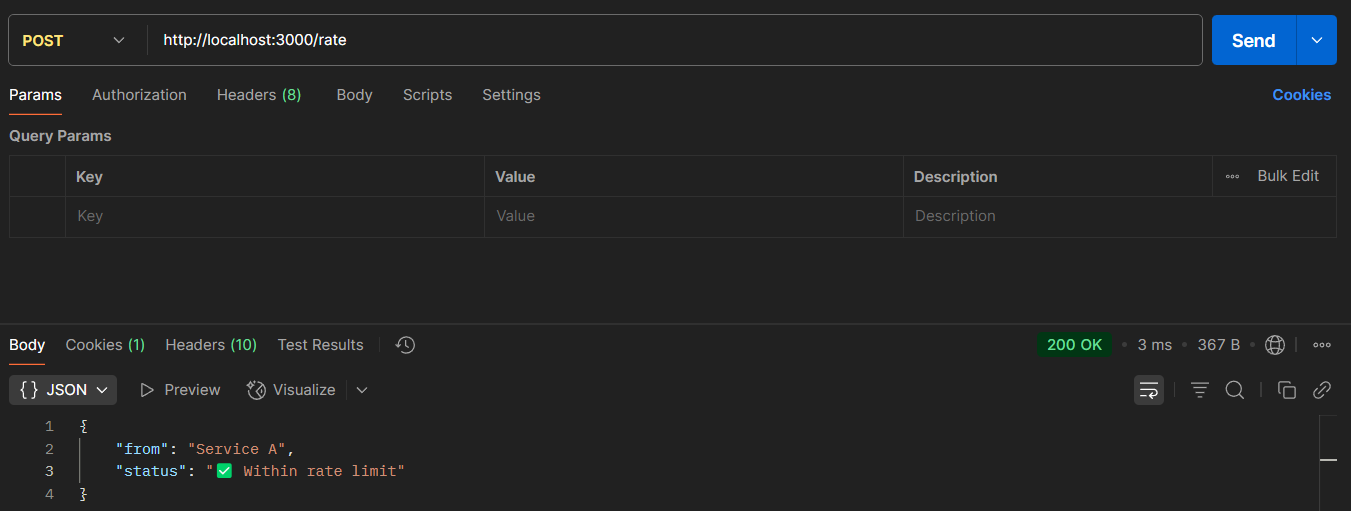 POST http://localhost:3000/rate Send
Params Authorization Headers (8) Body Scripts Settings Cookies
Query Params
Key Value Description Bulk Edit
Key Value Description
Body Cookies (1) Headers (10) Test Results 200 OK • 3 ms • 367 B •
{} JSON Preview Visualize
1 {
2 "from": "Service A",
3 "status": "✅ Within rate limit"
4 }